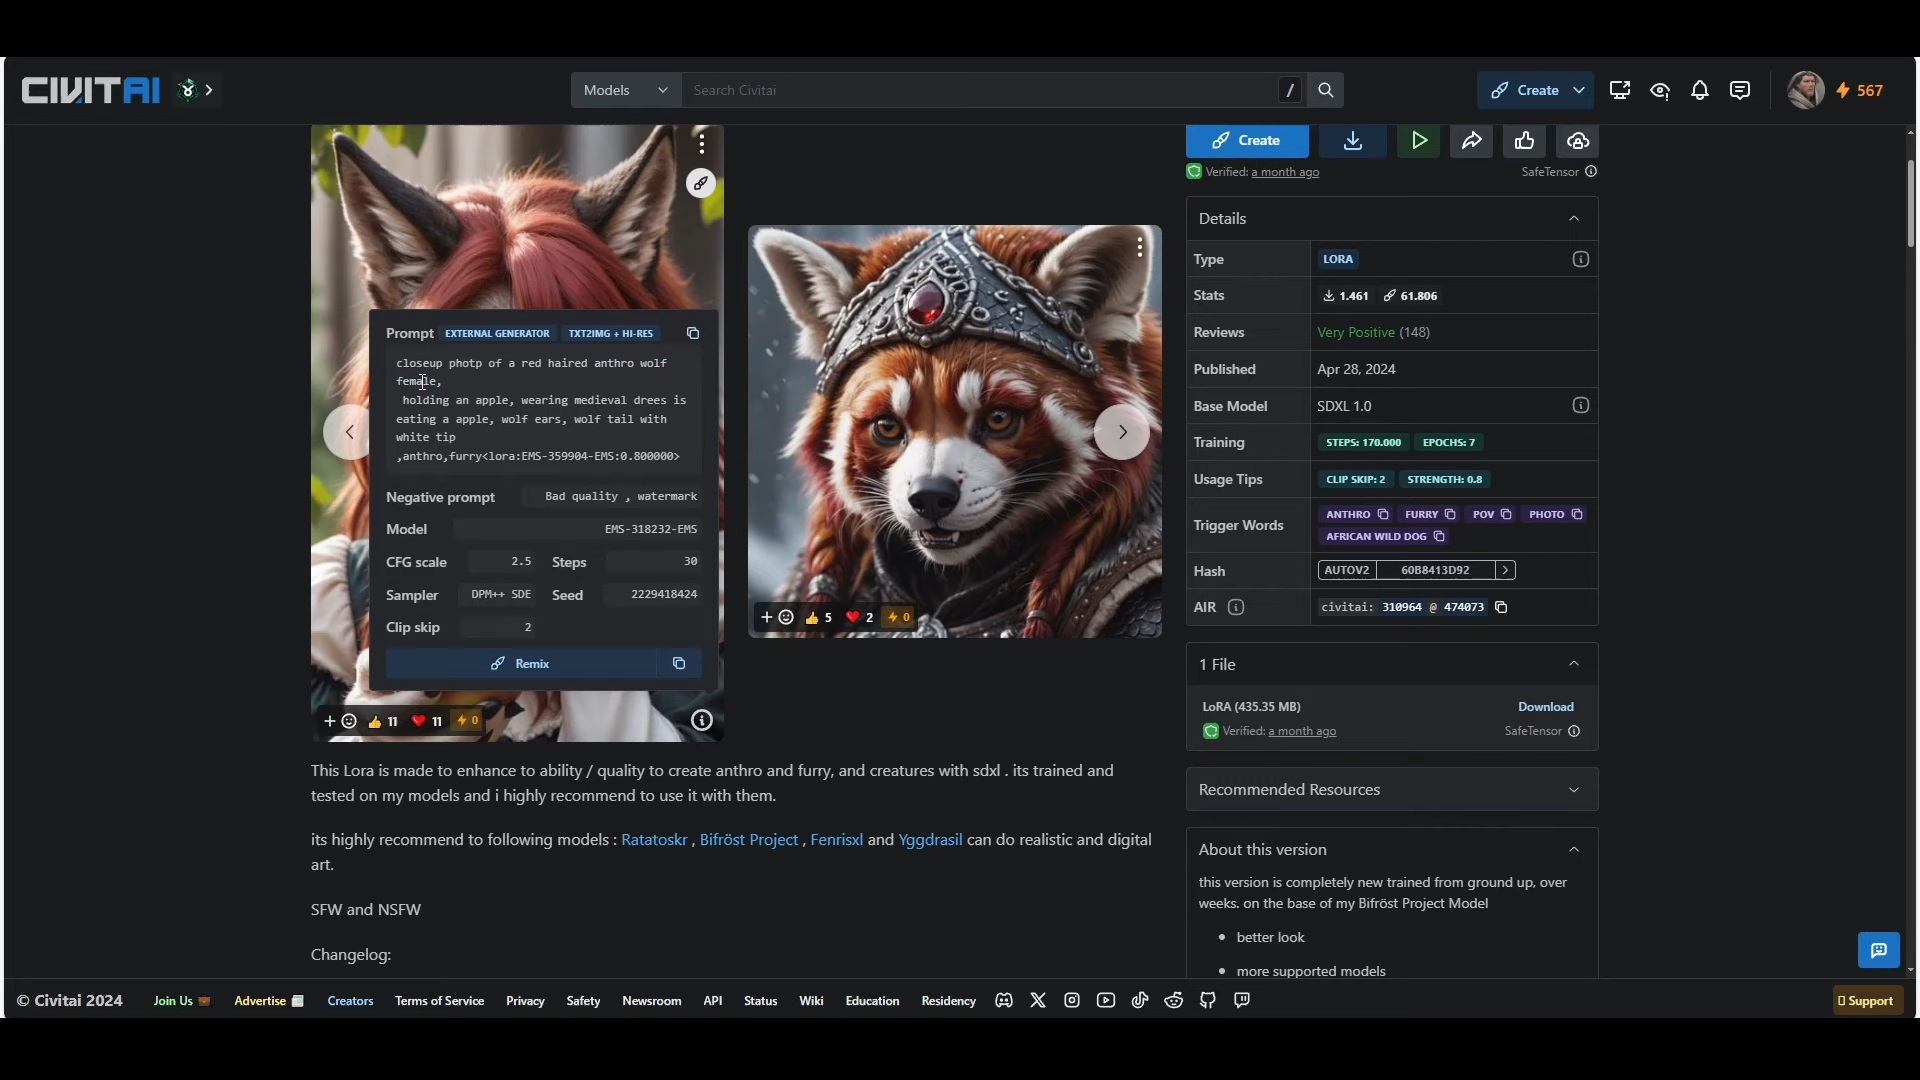 CIVITAI
Models
Search Civitai
/
Create
567
Create
Verified: a month ago
SafeTensor
Prompt EXTERNAL GENERATOR TXT2IMG + HI-RES
closeup photp of a red haired anthro wolf
female,
holding an apple, wearing medieval drees is
eating a apple, wolf ears, wolf tail with
white tip
,anthro,furry<lora:EMS-359904-EMS:0.800000>
Negative prompt Bad quality , watermark
Model EMS-318232-EMS
CFG scale 2.5 Steps 30
Sampler DPM++ SDE Seed 2229418424
Clip skip 2
Remix
11 11 0
5 2 0
Details
Type LORA
Stats 1.461 61.806
Reviews Very Positive (148)
Published Apr 28, 2024
Base Model SDXL 1.0
Training STEPS: 170.000 EPOCHS: 7
Usage Tips CLIP SKIP: 2 STRENGTH: 0.8
Trigger Words ANTHRO FURRY POV PHOTO
AFRICAN WILD DOG
Hash AUTOV2 60B8413D92
AIR civitai: 310964 @ 474073
1 File
LoRA (435.35 MB) Download
Verified: a month ago SafeTensor
Recommended Resources
About this version
this version is completely new trained from ground up, over
weeks. on the base of my Bifröst Project Model
• better look
• more supported models
This Lora is made to enhance to ability / quality to create anthro and furry, and creatures with sdxl . its trained and
tested on my models and i highly recommend to use it with them.
its highly recommend to following models : Ratatoskr , Bifröst Project , Fenrisxl and Yggdrasil can do realistic and digital
art.
SFW and NSFW
Changelog:
© Civitai 2024 Join Us Advertise Creators Terms of Service Privacy Safety Newsroom API Status Wiki Education Residency
Support